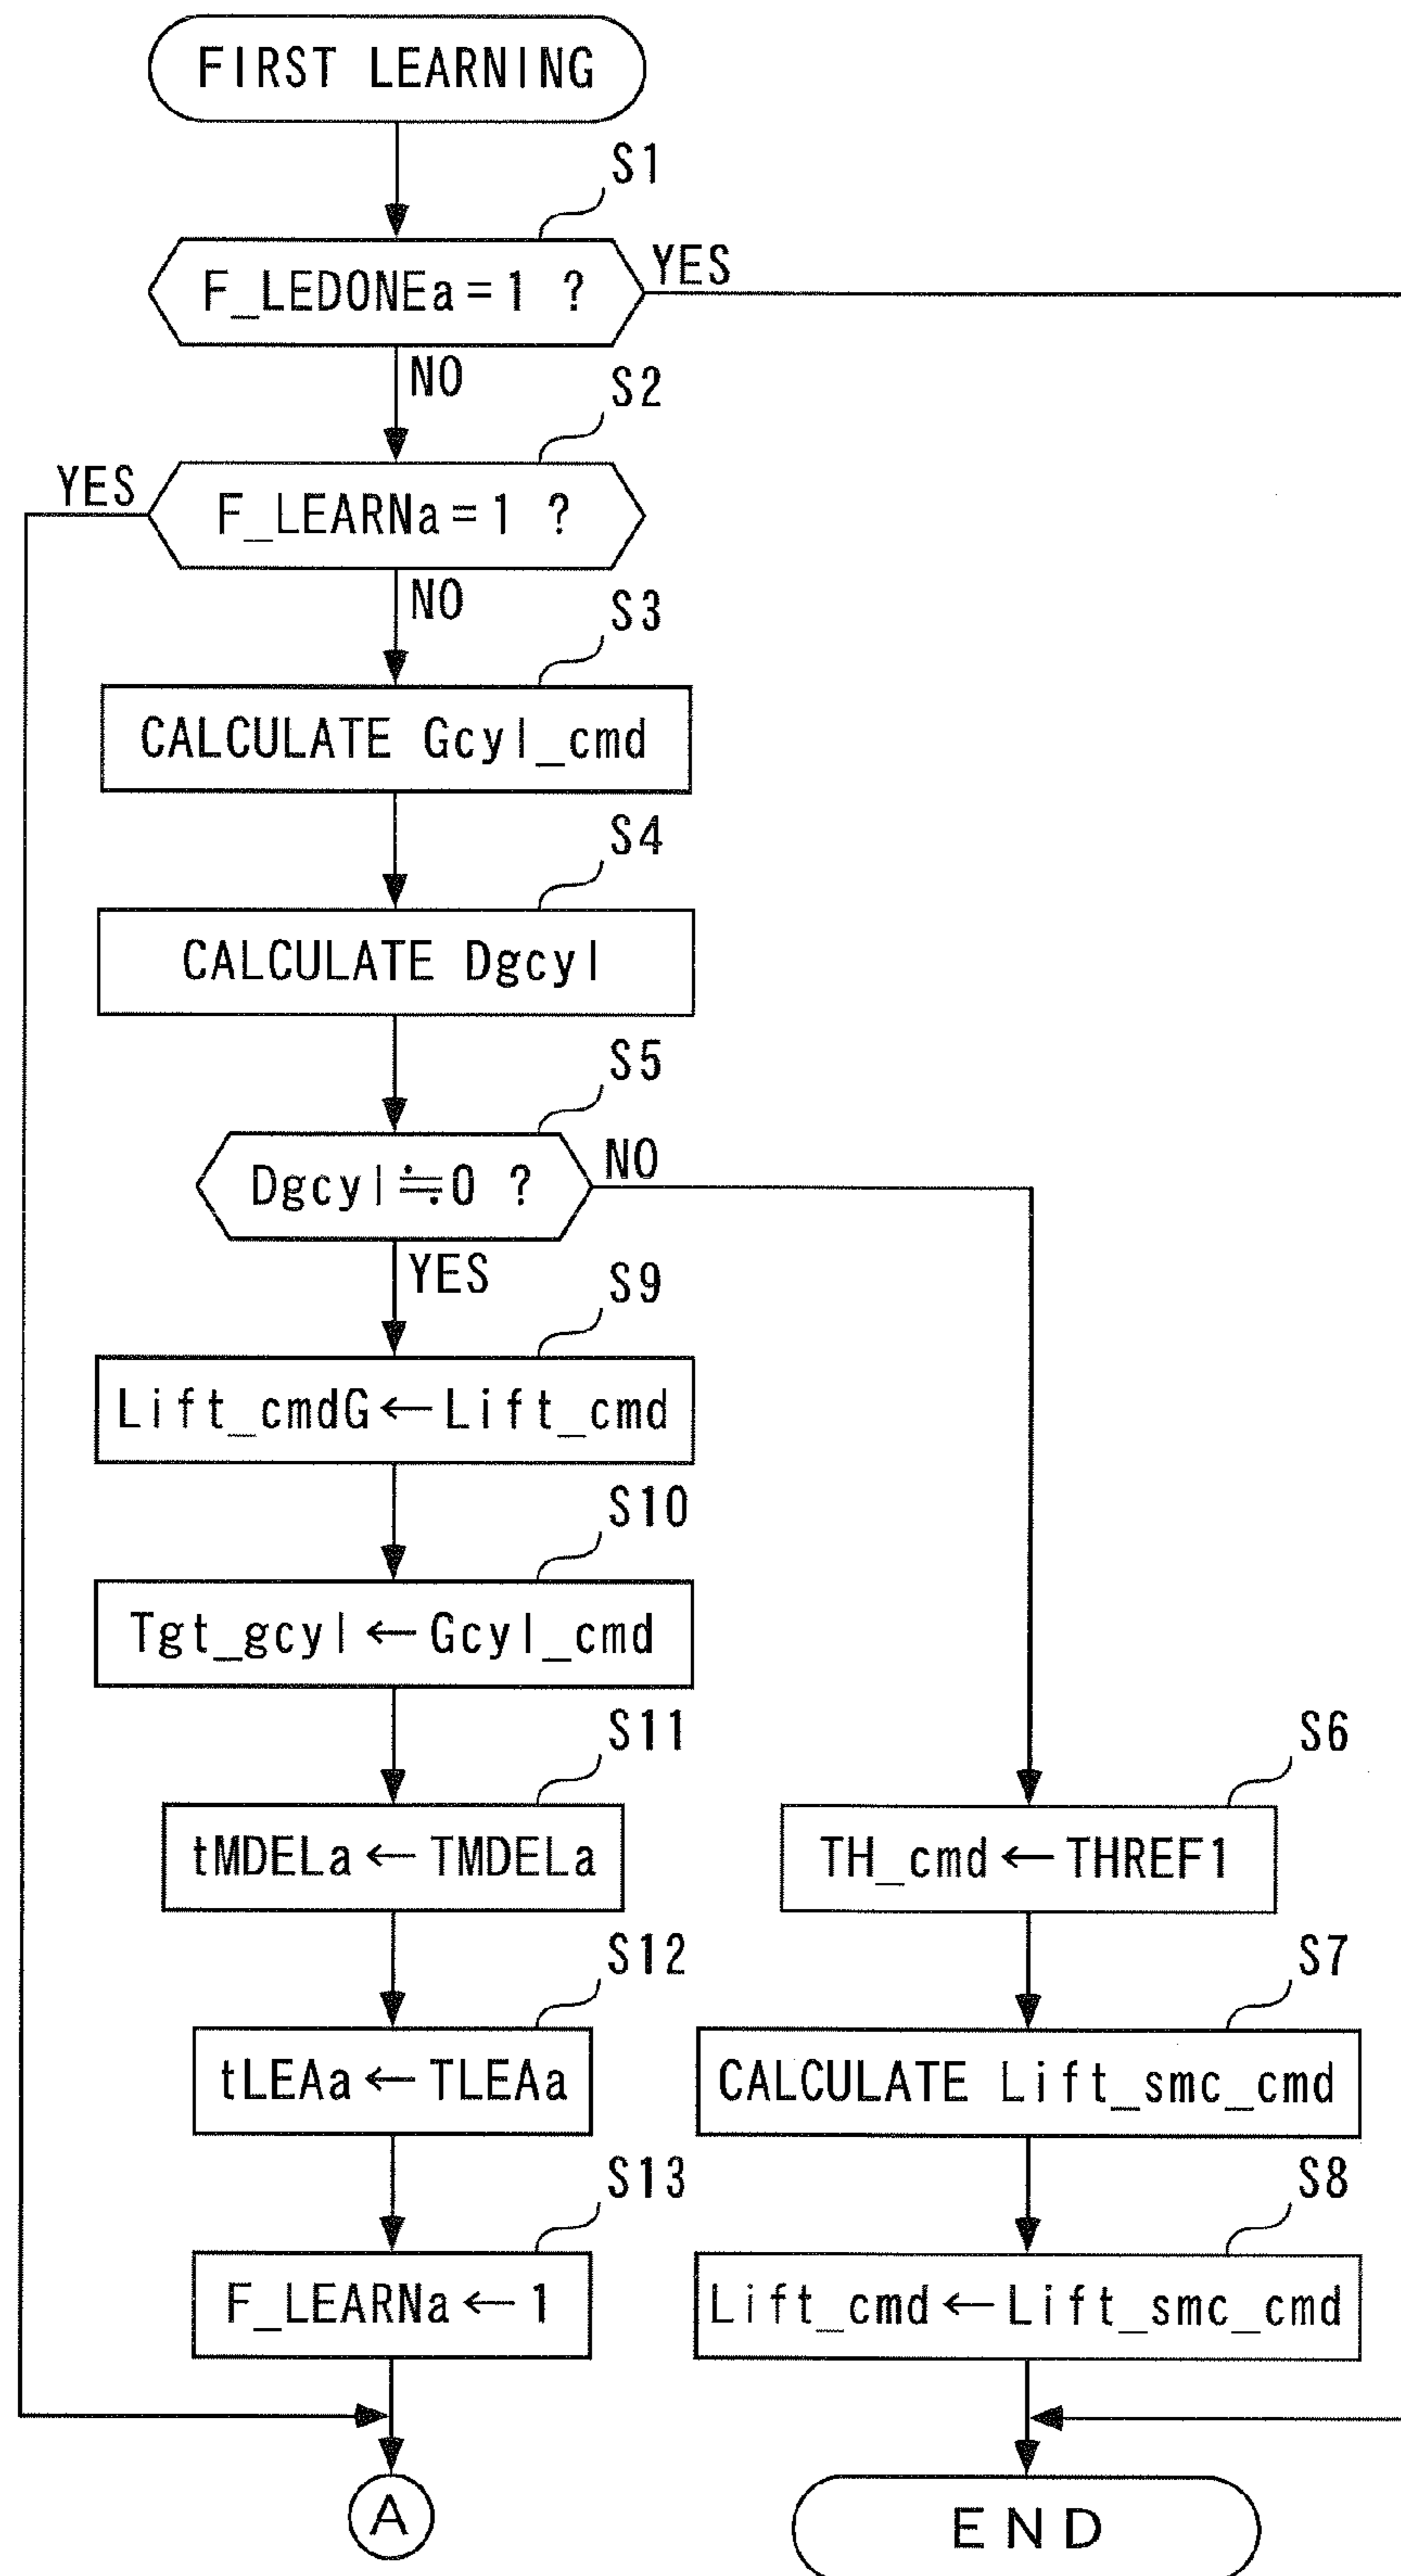 FIRST LEARNING
S1
F_LEDONEa=1 ?
YES
NO
S2
YES
F_LEARNa=1 ?
NO
S3
CALCULATE Gcyl_cmd
S4
CALCULATE Dgcyl
S5
Dgcyl≒0 ?
NO
YES
S9
Lift_cmdG←Lift_cmd
S10
Tgt_gcyl←Gcyl_cmd
S11
tMDELa←TMDELa
S12
tLEAa←TLEAa
S13
F_LEARNa←1
A
S6
TH_cmd←THREF1
S7
CALCULATE Lift_smc_cmd
S8
Lift_cmd←Lift_smc_cmd
END